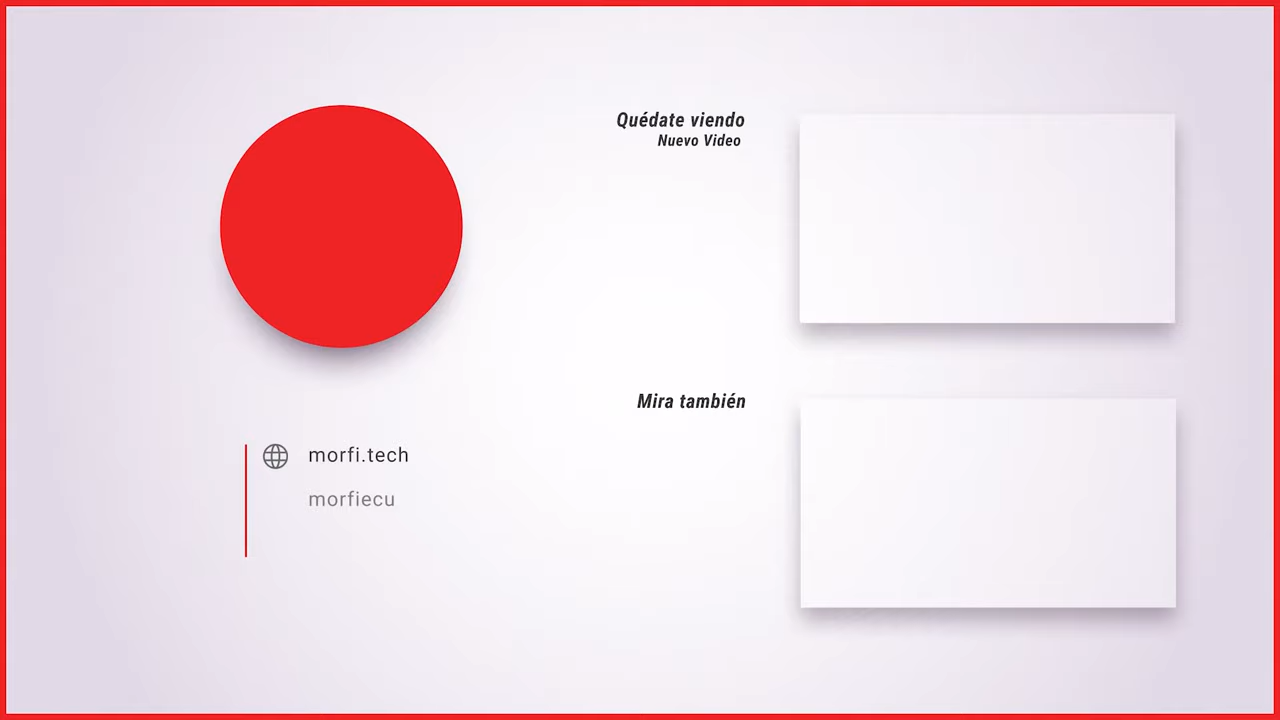 Quédate viendo
Nuevo Video
Mira también
morfi.tech
morfiecu